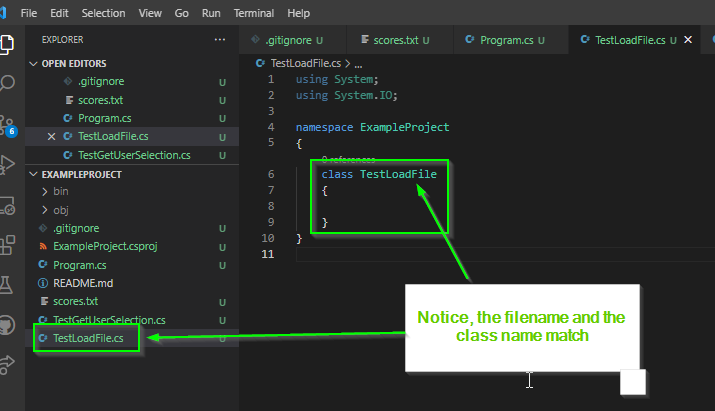 File Edit Selection View Go Run Terminal Help
EXPLORER ...
OPEN EDITORS
.gitignore U
scores.txt U
Program.cs U
TestLoadFile.cs U
TestGetUserSelection.cs U
EXAMPLEPROJECT
bin
obj
.gitignore U
ExampleProject.csproj U
Program.cs U
README.md
scores.txt U
TestGetUserSelection.cs U
TestLoadFile.cs U
6
.gitignore U scores.txt U Program.cs U TestLoadFile.cs U
TestLoadFile.cs > ...
1 using System;
2 using System.IO;
3
4 namespace ExampleProject
5 {
0 references
6 class TestLoadFile
7 {
8
9 }
10 }
11
Notice, the filename and the
class name match